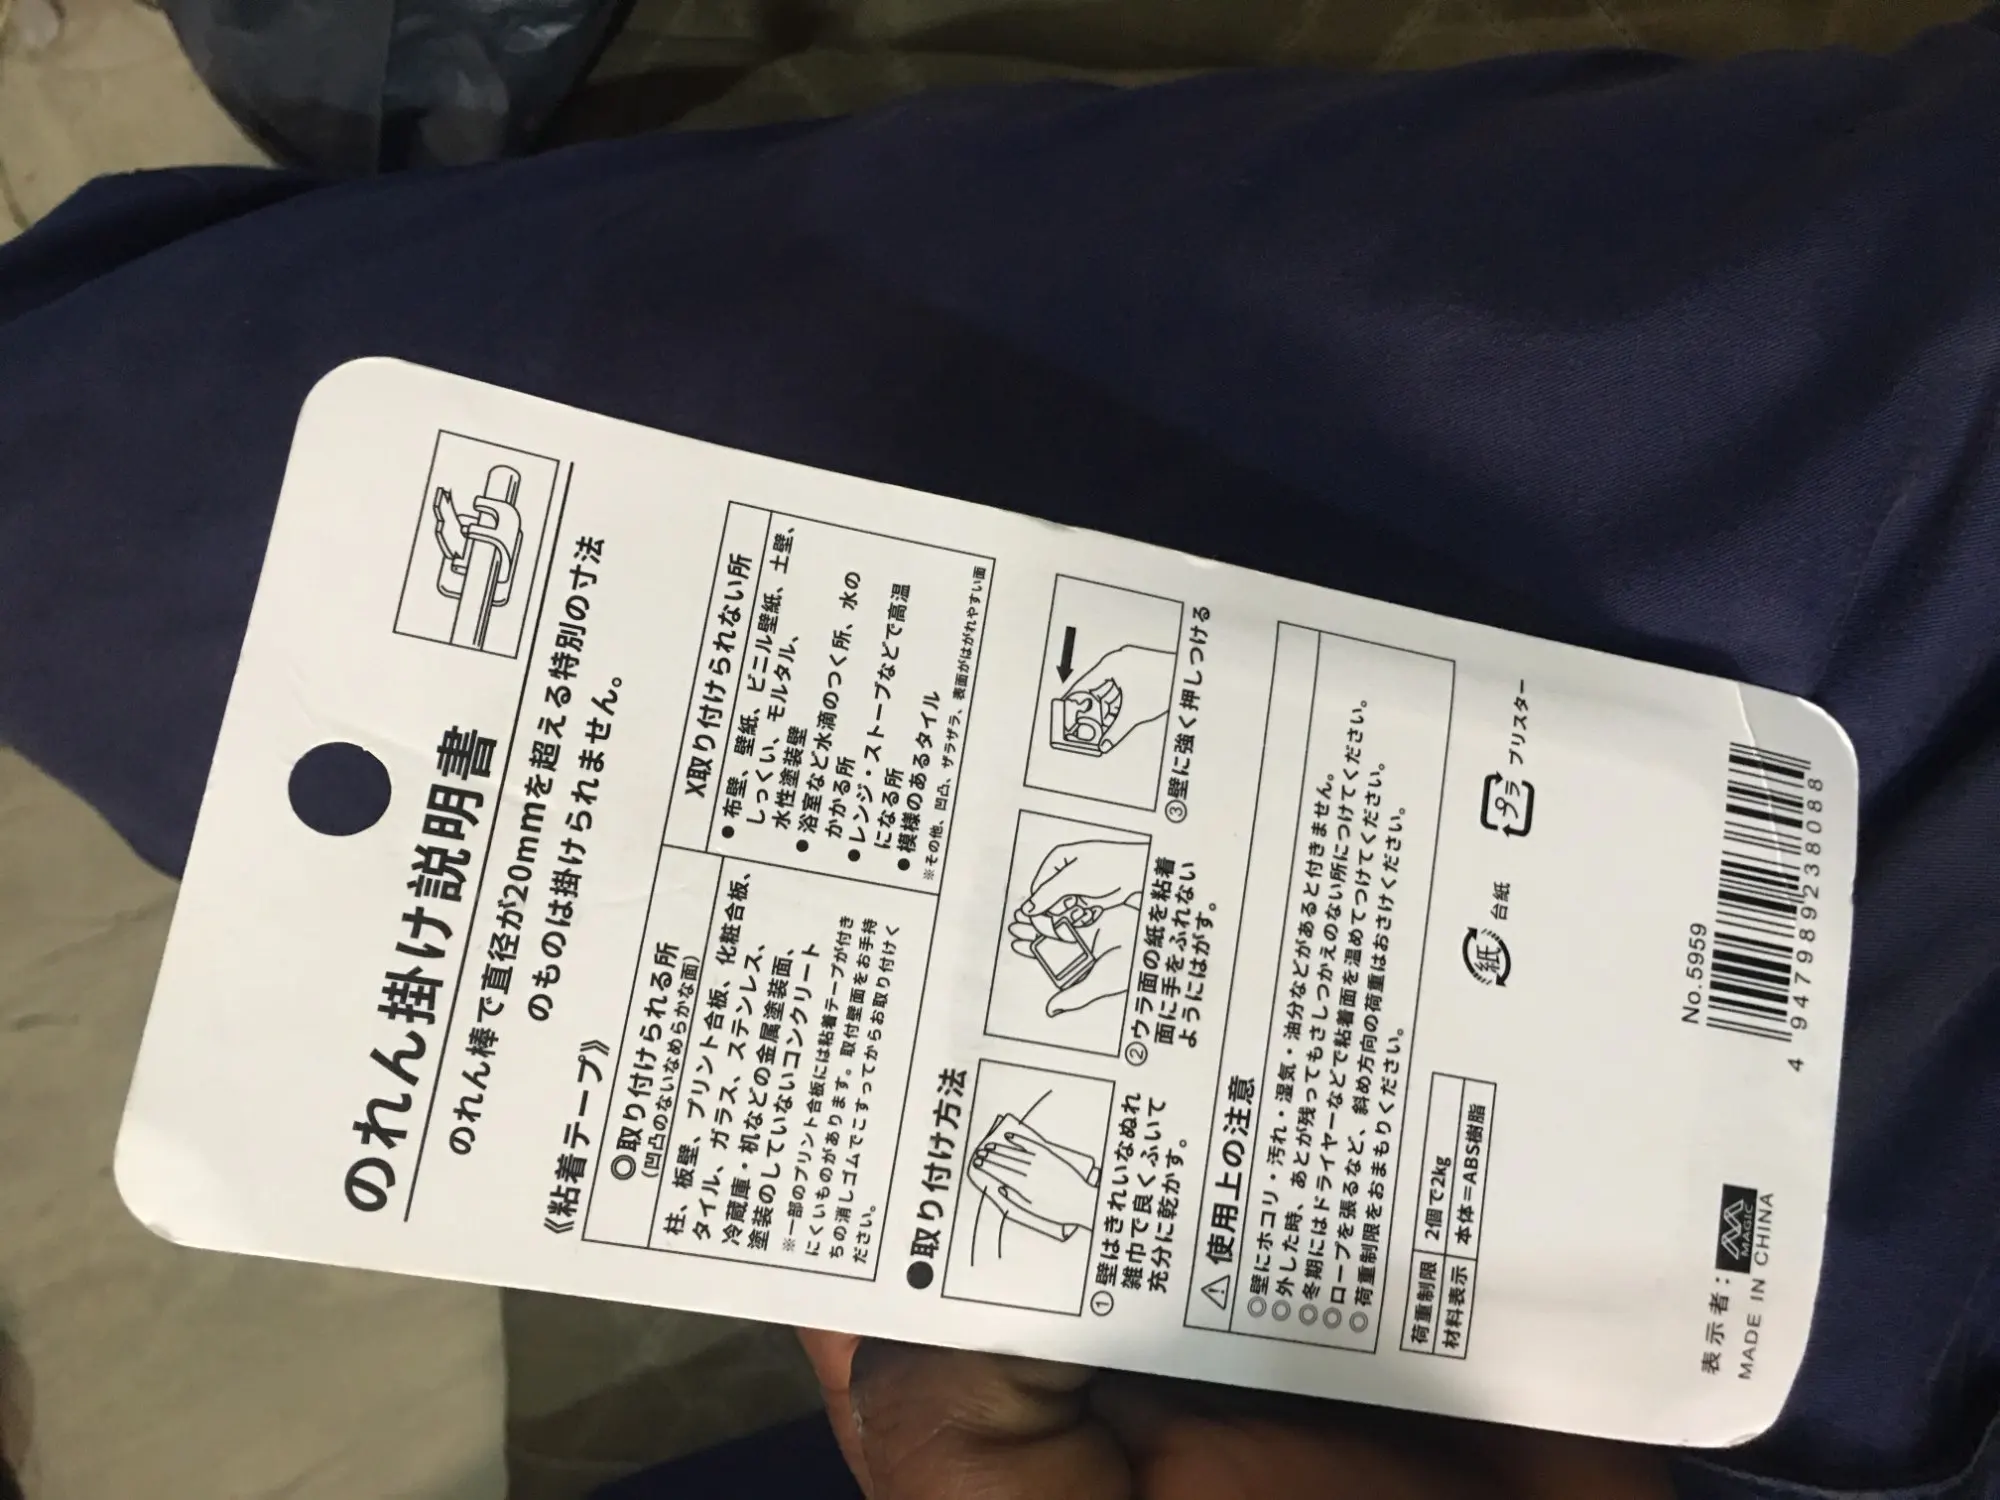 のれん掛け説明書
のれん棒で直径が20mmを超える特別の寸法
のものは掛けられません。
《粘着テープ》
◎取り付けられる所
(凹凸のないなめらかな面)
柱、板壁、プリント合板、化粧合板、
タイル、ガラス、ステンレス、
冷蔵庫・机などの金属塗装面、
塗装のしていないコンクリート
※一部のプリント合板には粘着テープが付き
にくいものがあります。取付壁面をお手持
ちの消しゴムでこすってからお取り付けく
ださい。
X取り付けられない所
●布壁、壁紙、ビニル壁紙、土壁、
しっくい、モルタル、
水性塗装壁
●浴室など水滴のつく所、水の
かかる所
●レンジ・ストーブなどで高温
になる所
●模様のあるタイル
※その他、凹凸、ザラザラ、表面がはがれやすい面
●取り付け方法
①壁はきれいなぬれ
雑巾で良くふいて
充分に乾かす。
②ウラ面の紙を粘着
面に手をふれない
ようにはがす。
③壁に強く押しつける
⚠使用上の注意
◎壁にホコリ・汚れ・湿気・油分などがあると付きません。
◎外した時、あとが残ってもさしつかえのない所につけてください。
◎冬期にはドライヤーなどで粘着面を温めてつけてください。
◎ロープを張るなど、斜め方向の荷重はおさけください。
◎荷重制限をおまもりください。
荷重制限 2個で2kg
材料表示 本体=ABS樹脂
紙 台紙
プラ ブリスター
No.5959
4 947989 238088
表示者: MAGIC
MADE IN CHINA